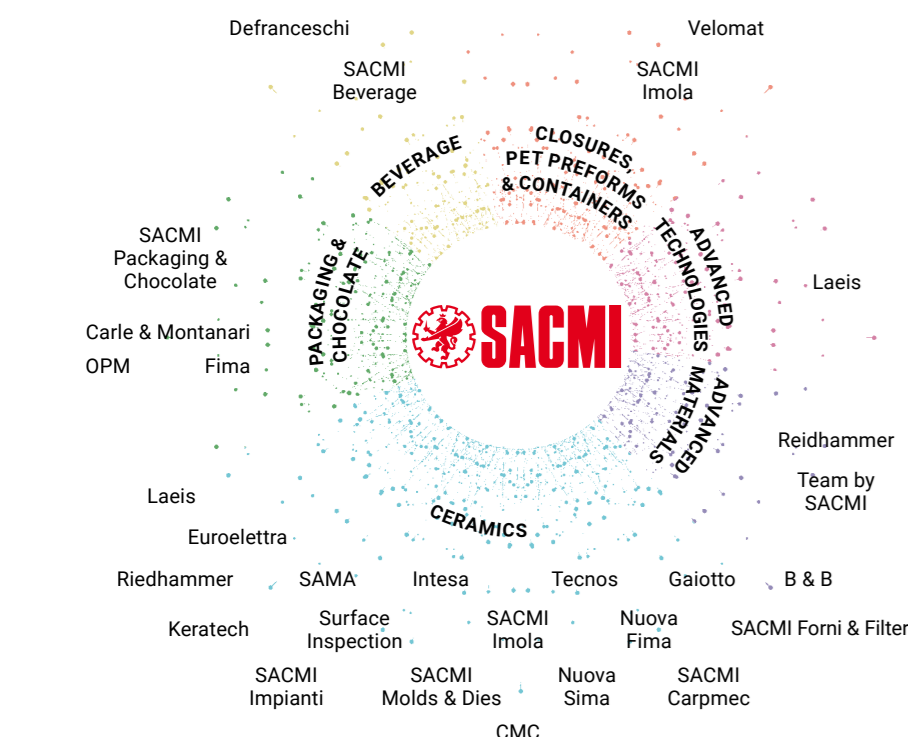 Defranceschi
Velomat
SACMI
Beverage
SACMI
Imola
BEVERAGE
CLOSURES,
PET PREFORMS
& CONTAINERS
ADVANCED
TECHNOLOGIES
SACMI
Packaging &
Chocolate
PACKAGING &
CHOCOLATE
Laeis
SACMI
Carle & Montanari
OPM
Fima
ADVANCED
MATERIALS
Reidhammer
Team by
SACMI
Laeis
CERAMICS
Euroelettra
Riedhammer
SAMA
Intesa
Tecnos
Gaiotto
B & B
Keratech
Surface
Inspection
SACMI
Imola
Nuova
Fima
SACMI Forni & Filter
SACMI
Impianti
SACMI
Molds & Dies
Nuova
Sima
SACMI
Carpmec
CMC